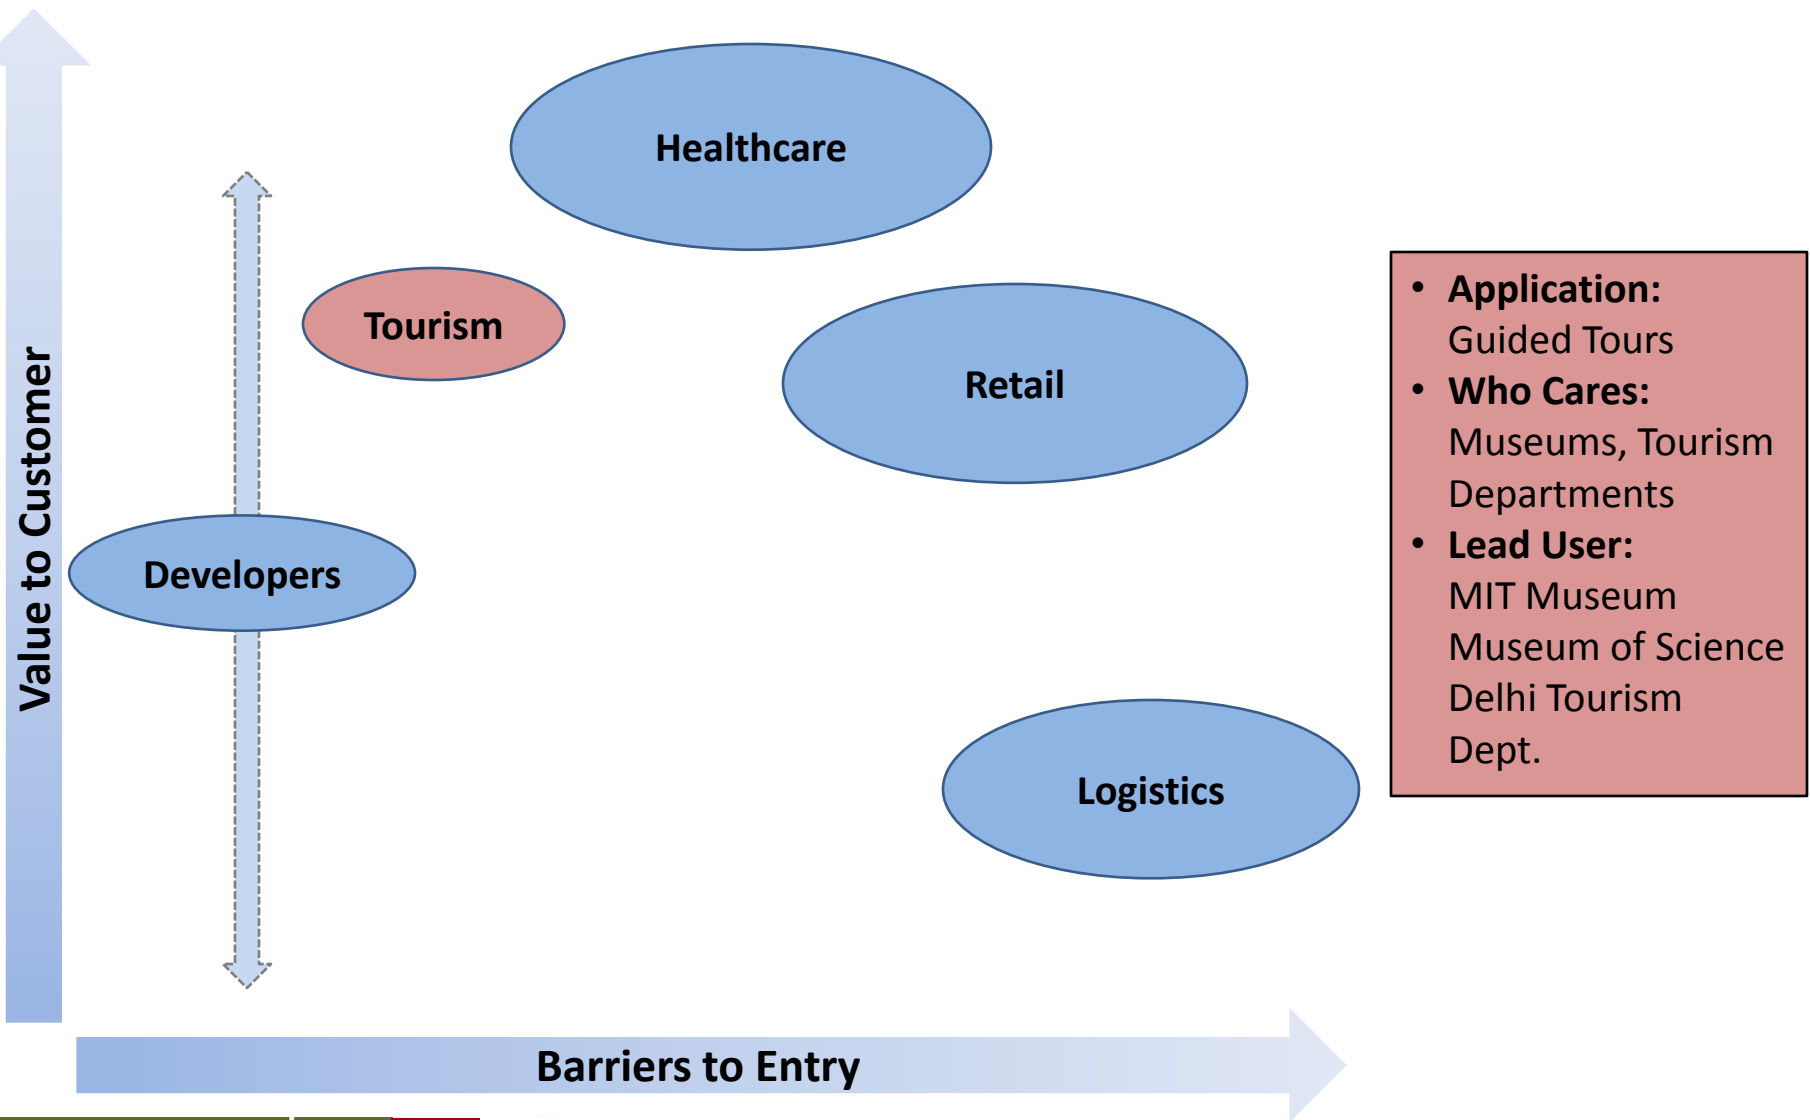 Healthcare
Tourism
Retail
Developers
Logistics
Value to Customer
Barriers to Entry
• Application:
Guided Tours
• Who Cares:
Museums, Tourism
Departments
• Lead User:
MIT Museum
Museum of Science
Delhi Tourism
Dept.